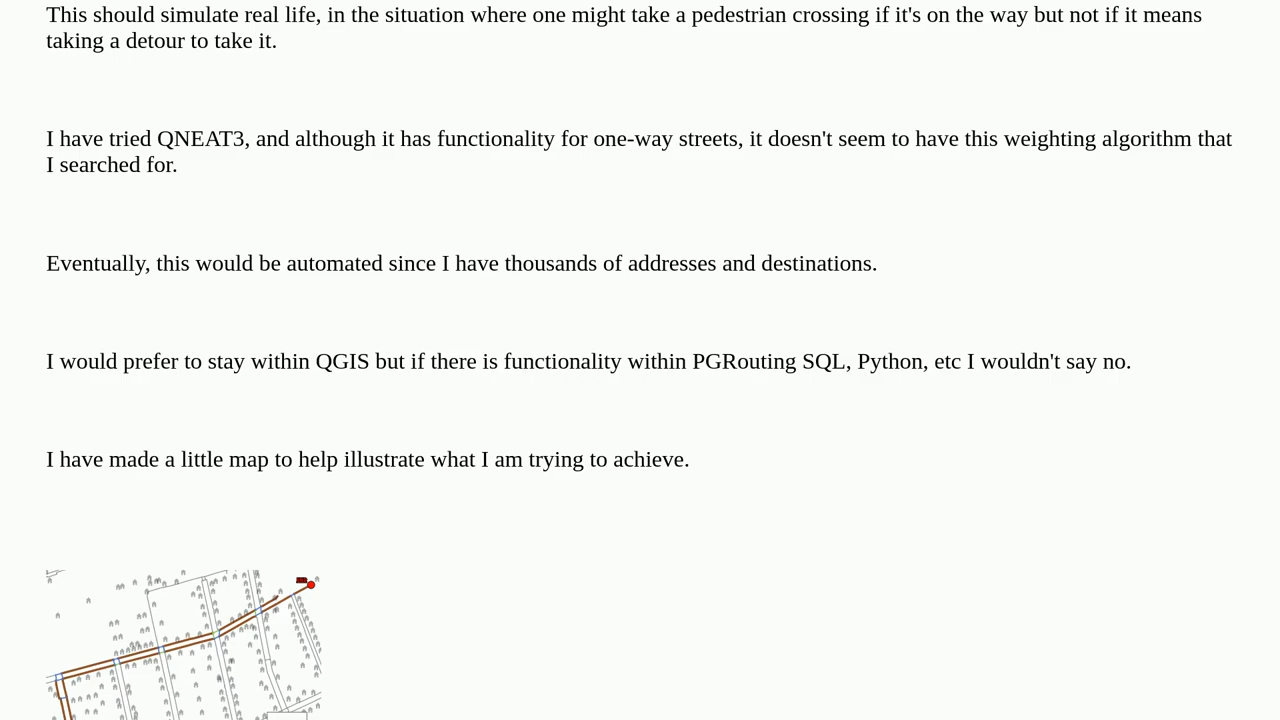 This should simulate real life, in the situation where one might take a pedestrian crossing if it's on the way but not if it means
taking a detour to take it.
I have tried QNEAT3, and although it has functionality for one-way streets, it doesn't seem to have this weighting algorithm that
I searched for.
Eventually, this would be automated since I have thousands of addresses and destinations.
I would prefer to stay within QGIS but if there is functionality within PGRouting SQL, Python, etc I wouldn't say no.
I have made a little map to help illustrate what I am trying to achieve.